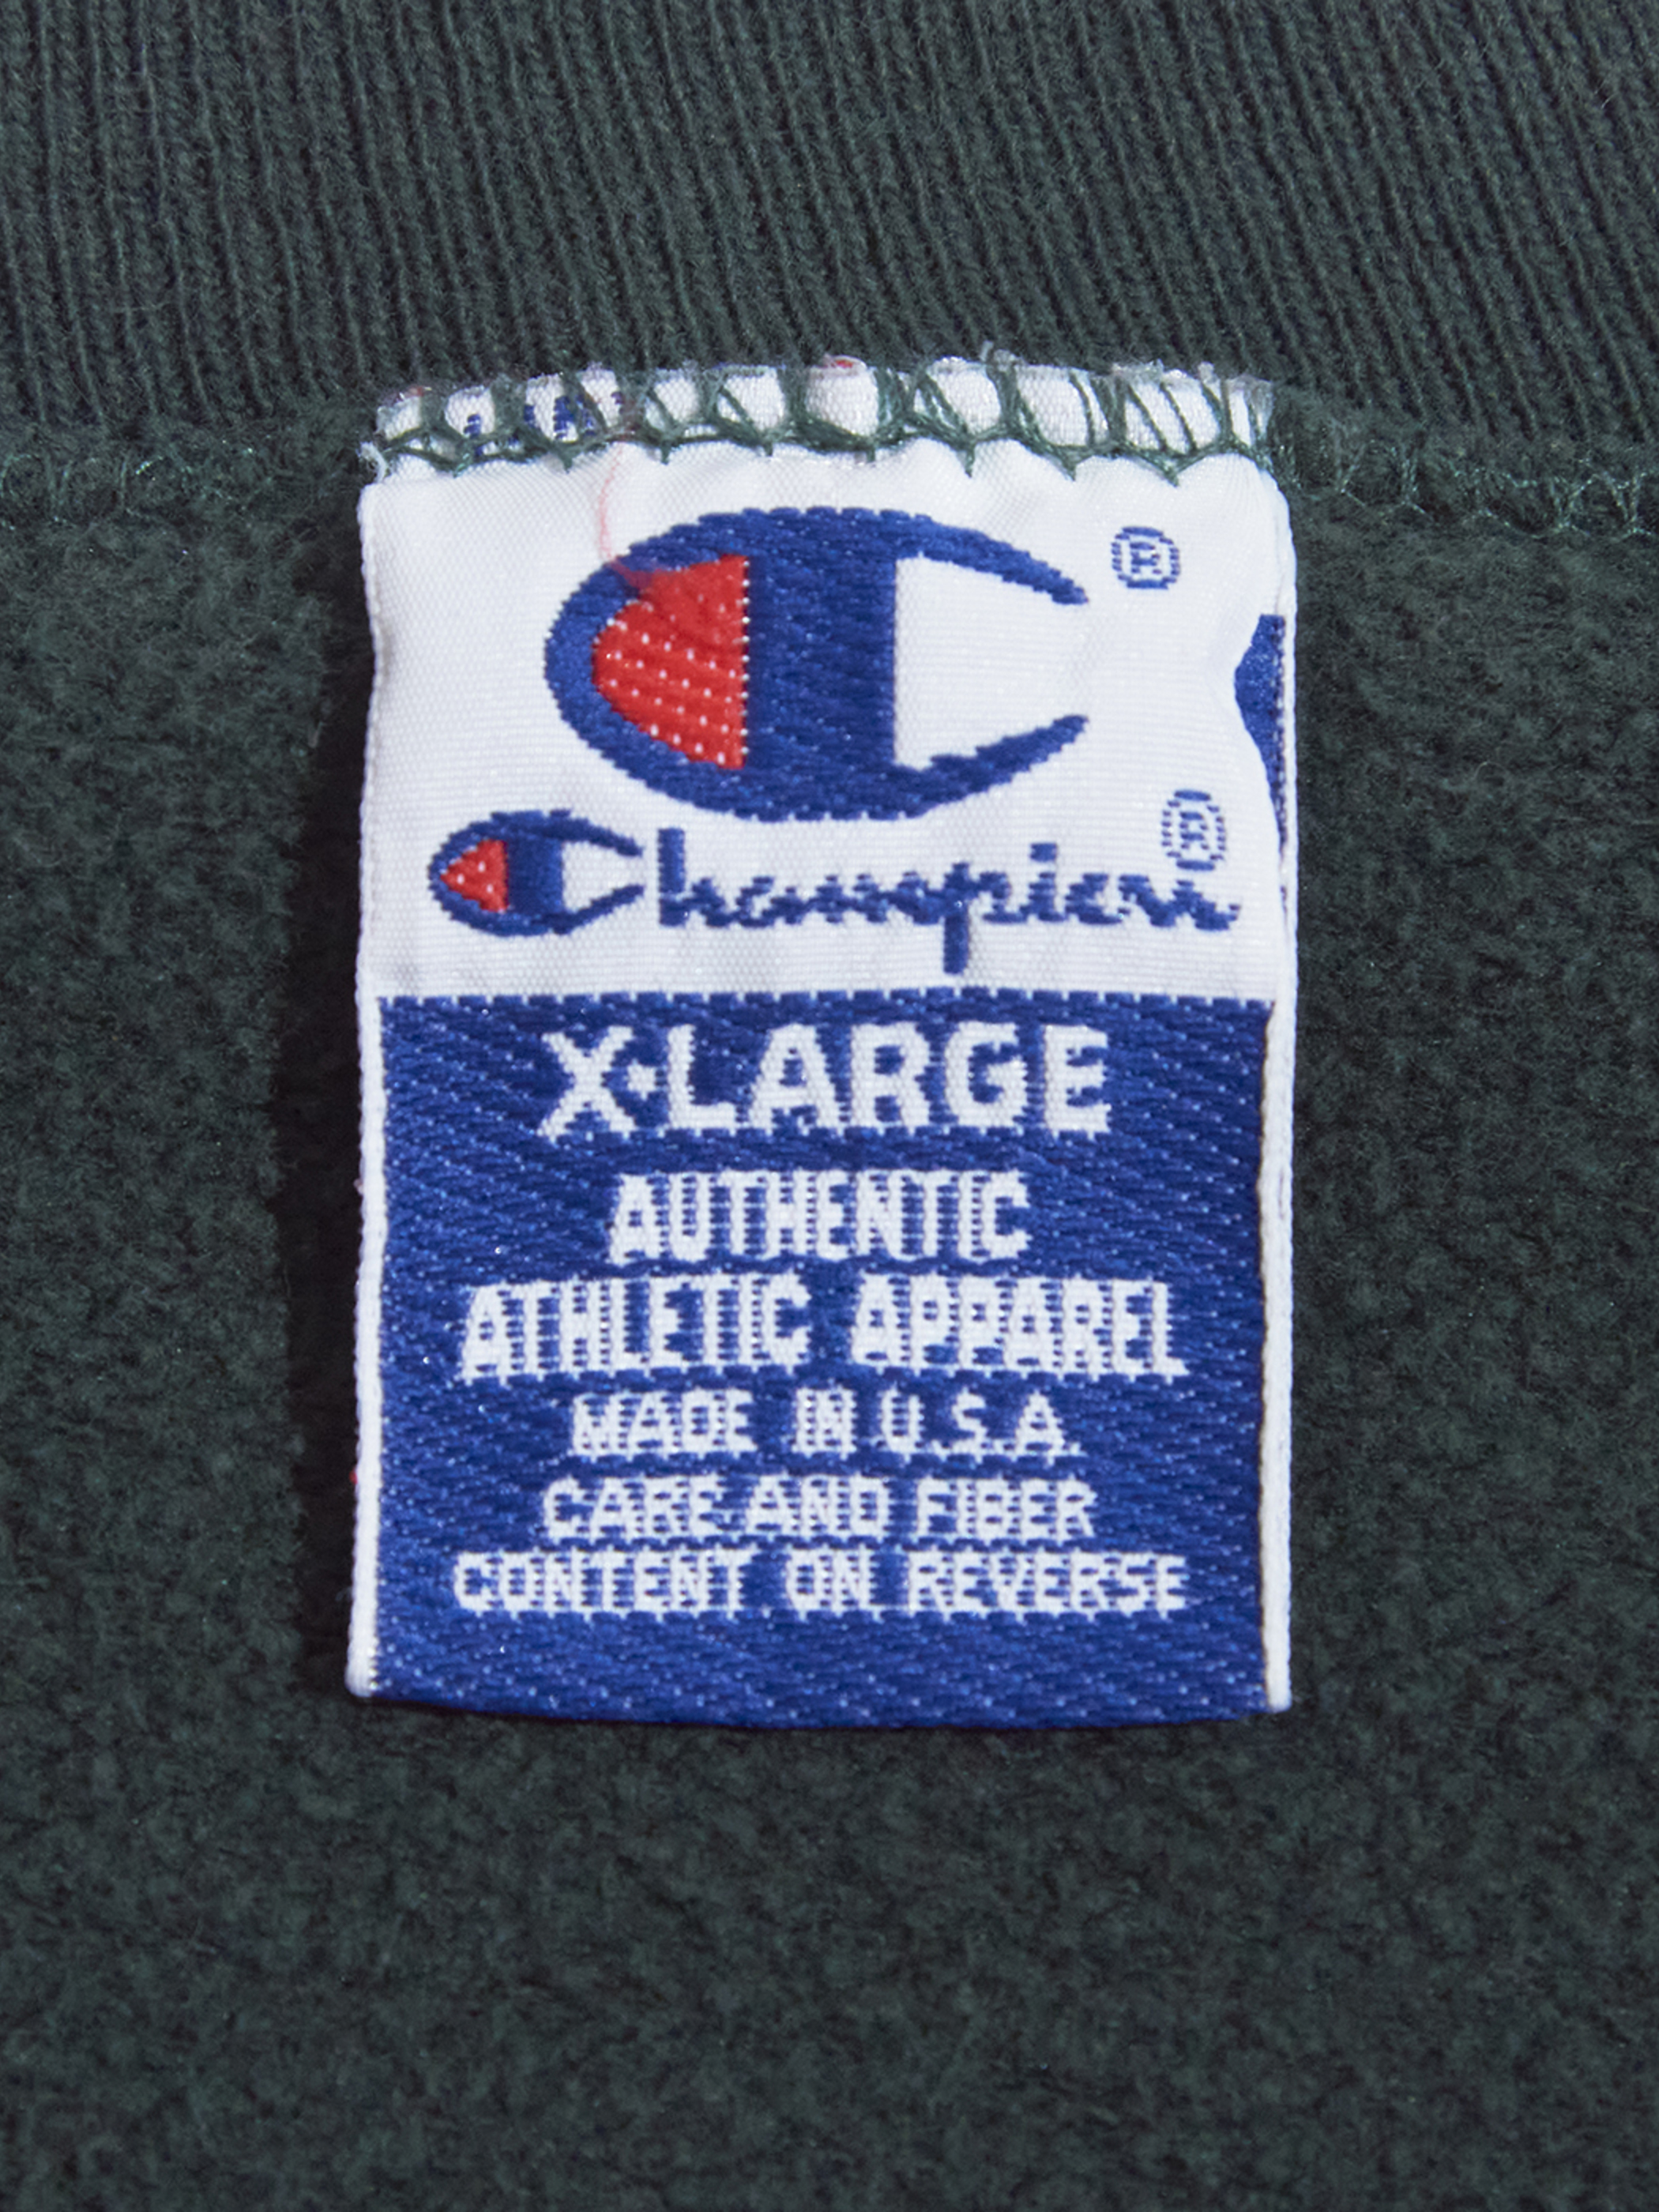 C®
Champion®
X·LARGE
AUTHENTIC
ATHLETIC APPAREL
MADE IN U.S.A.
CARE AND FIBER
CONTENT ON REVERSE